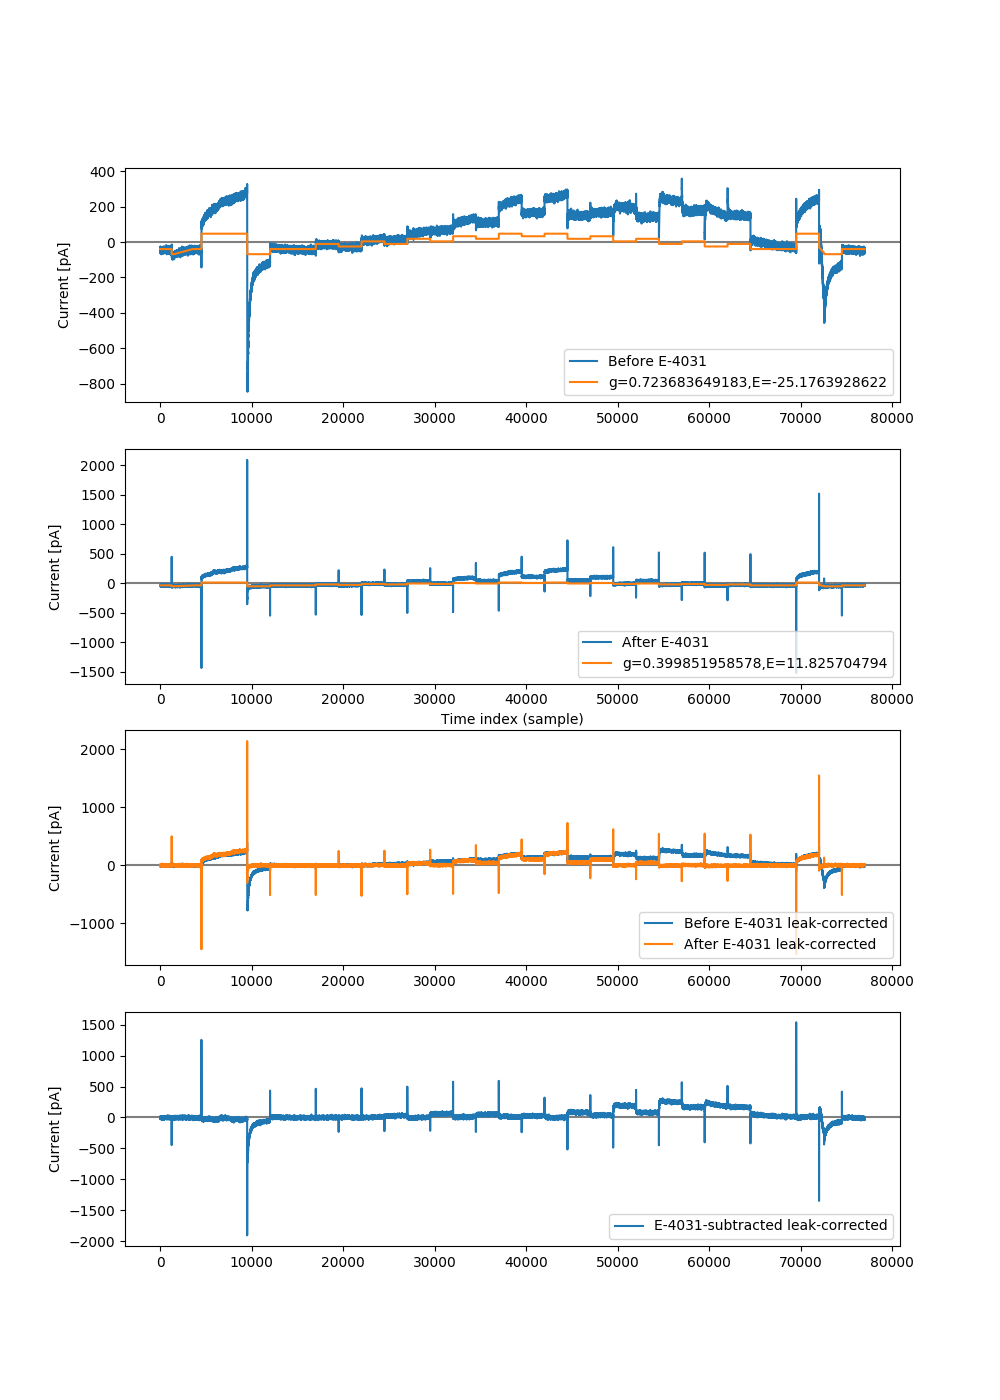 400
200
0
−200
−400
−600
−800
Current [pA]
Before E-4031
g=0.723683649183,E=-25.1763928622
0 10000 20000 30000 40000 50000 60000 70000 80000
2000
1500
1000
500
0
−500
−1000
−1500
Current [pA]
After E-4031
g=0.399851958578,E=11.825704794
0 10000 20000 30000 40000 50000 60000 70000 80000
Time index (sample)
2000
1000
0
−1000
Current [pA]
Before E-4031 leak-corrected
After E-4031 leak-corrected
0 10000 20000 30000 40000 50000 60000 70000 80000
1500
1000
500
0
−500
−1000
−1500
−2000
Current [pA]
E-4031-subtracted leak-corrected
0 10000 20000 30000 40000 50000 60000 70000 80000